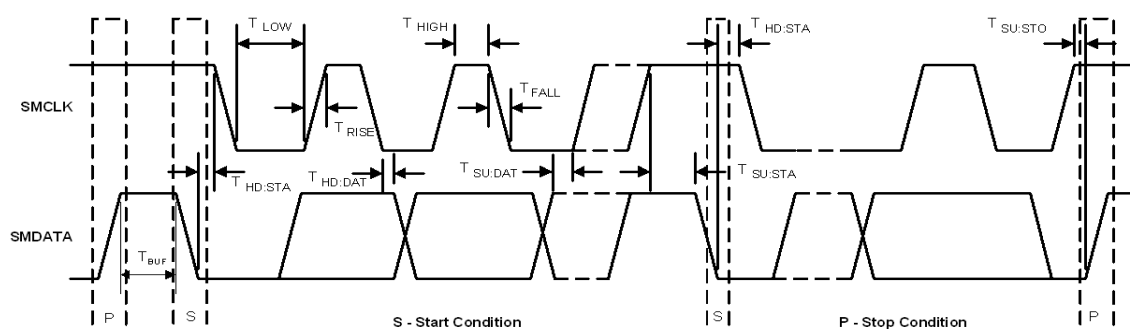 T LOW
T HIGH
T HD:STA
T SU:STO
SMCLK
T FALL
T RISE
T HD:STA
T HD:DAT
T SU:DAT
T SU:STA
SMDATA
T BUF
P
S
S - Start Condition
S
P - Stop Condition
P